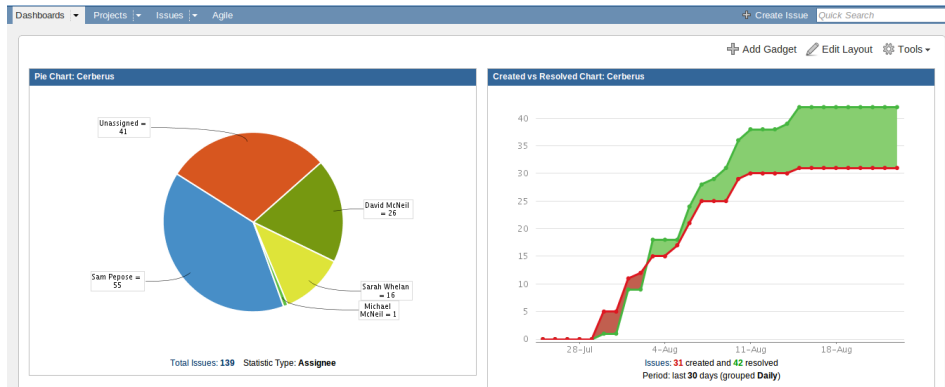 Dashboards Projects Issues Agile Create Issue Quick Search
Add Gadget Edit Layout Tools
Pie Chart: Cerberus
Unassigned =
41
David McNeil
= 26
Sam Pepose =
55
Sarah Whelan
= 16
Michael
McNeil = 1
Total Issues: 139 Statistic Type: Assignee
Created vs Resolved Chart: Cerberus
40
35
30
25
20
15
10
5
0
28-Jul 4-Aug 11-Aug 18-Aug
Issues: 31 created and 42 resolved
Period: last 30 days (grouped Daily)